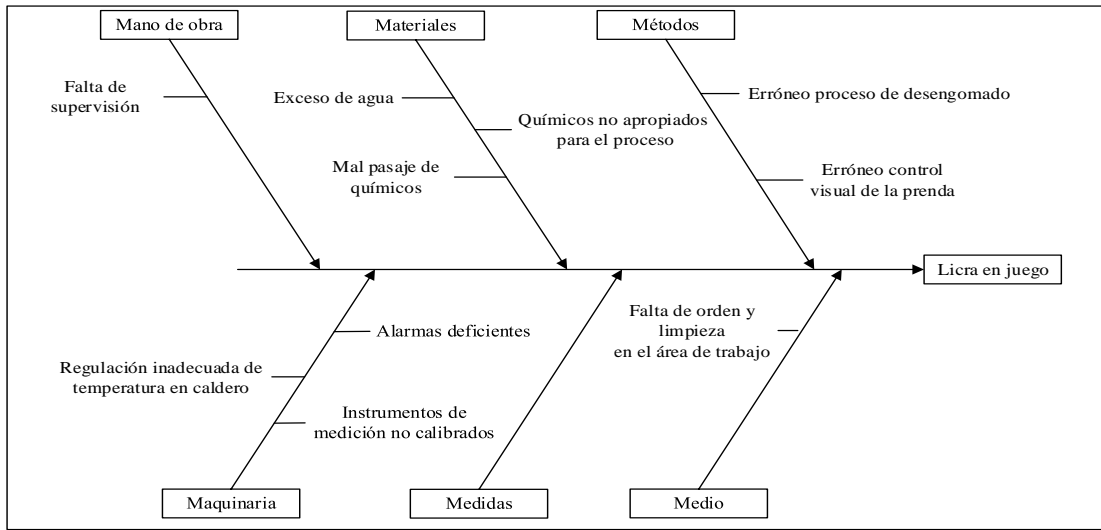 Mano de obra
Materiales
Métodos
Falta de
supervisión
Exceso de agua
Químicos no apropiados
para el proceso
Mal pasaje de
químicos
Erróneo proceso de desengomado
Erróneo control
visual de la prenda
Licra en juego
Alarmas deficientes
Regulación inadecuada de
temperatura en caldero
Instrumentos de
medición no calibrados
Falta de orden y
limpieza
en el área de trabajo
Maquinaria
Medidas
Medio